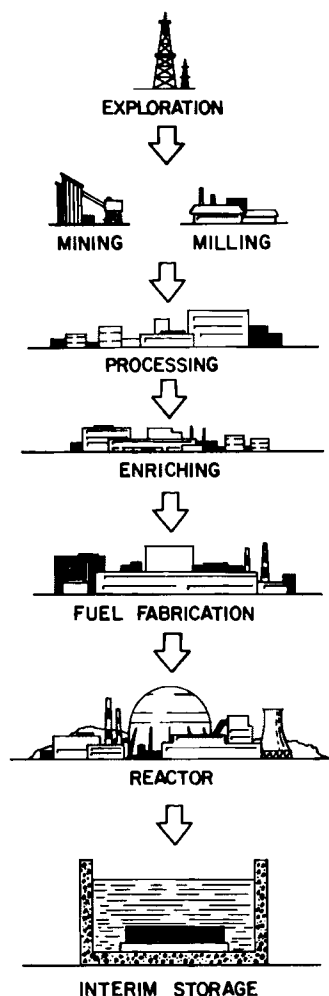 EXPLORATION
MINING MILLING
PROCESSING
ENRICHING
FUEL FABRICATION
REACTOR
INTERIM STORAGE